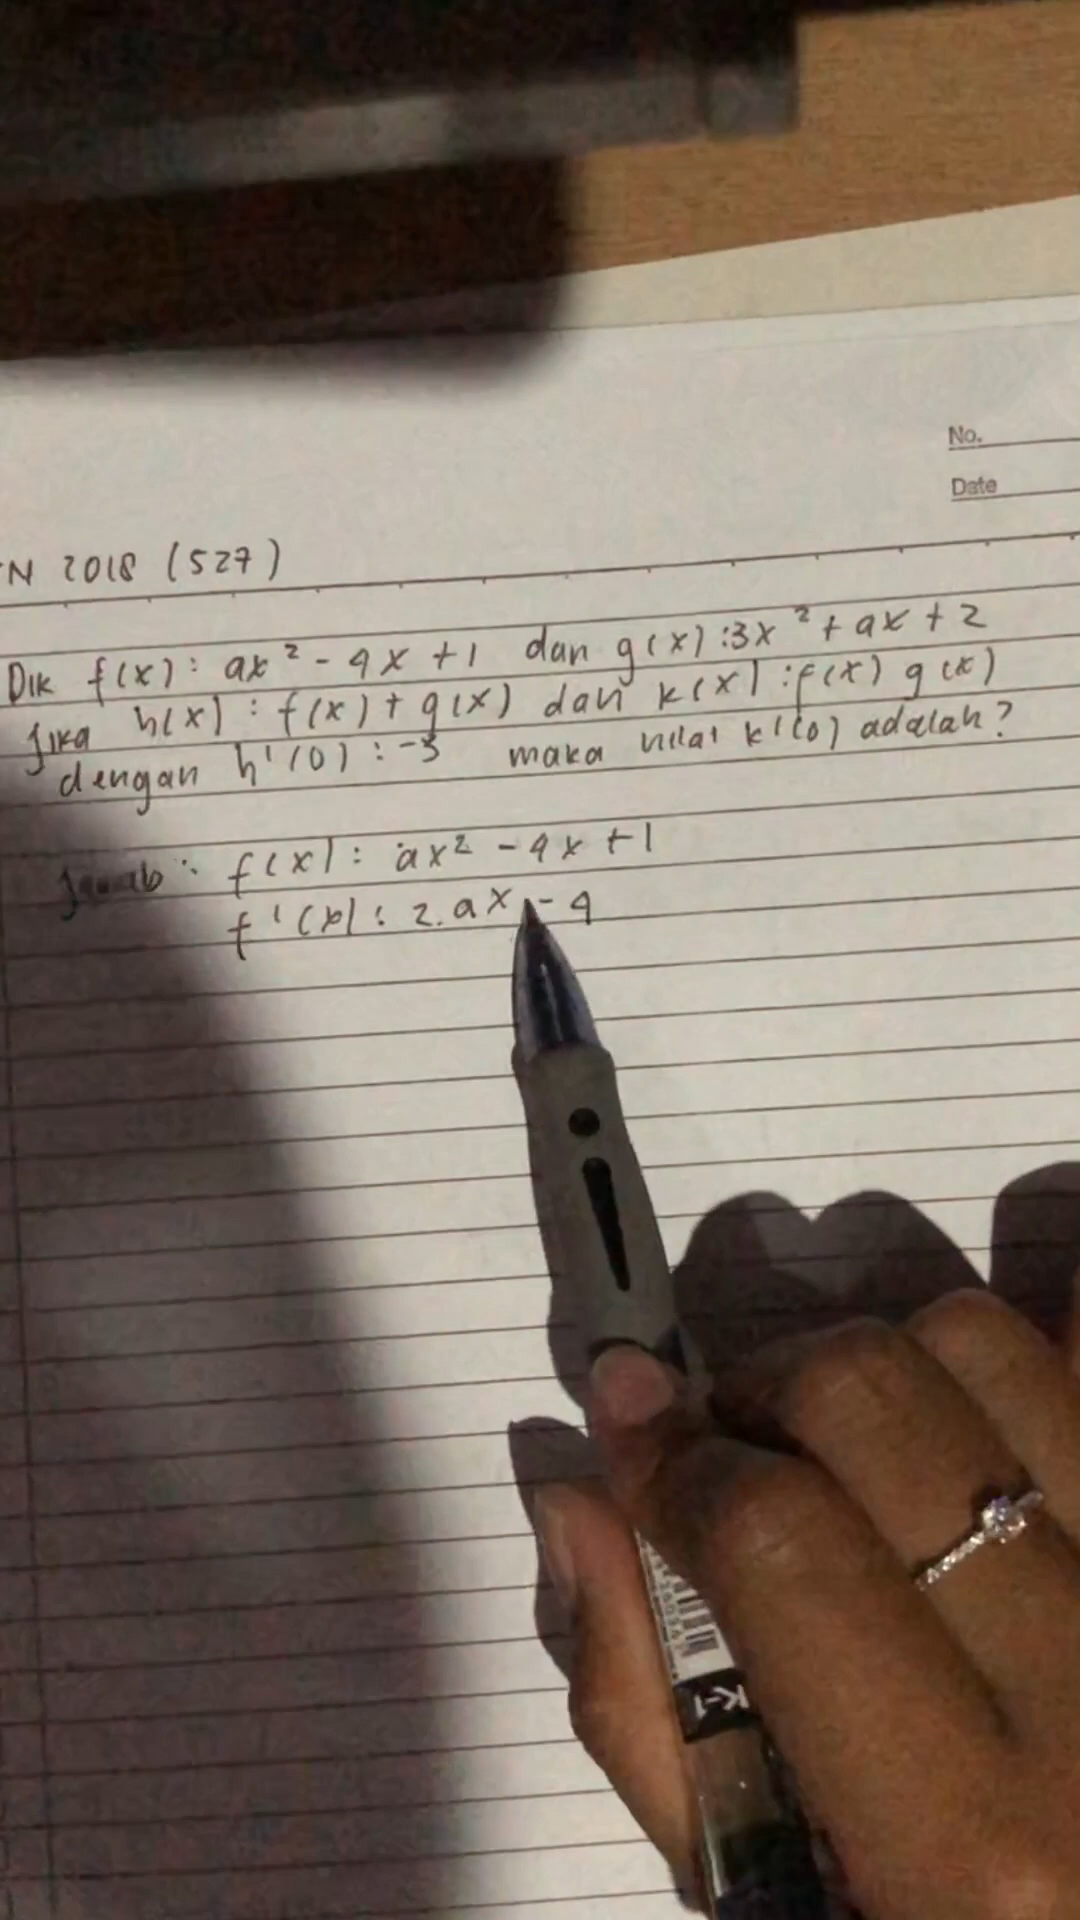 No.
Date
N 2018 (527)
Dik f(x) : ax² - 4x +1 dan g(x) :3x² + ax + 2
Jika h(x) : f(x) + g(x) dan k(x) : f(x) g(x)
dengan h'(0) : -3 maka nilai k'(0) adalah?
Jawab : f(x) : ax² - 4x +1
f'(x) : 2.ax - 4
K-1